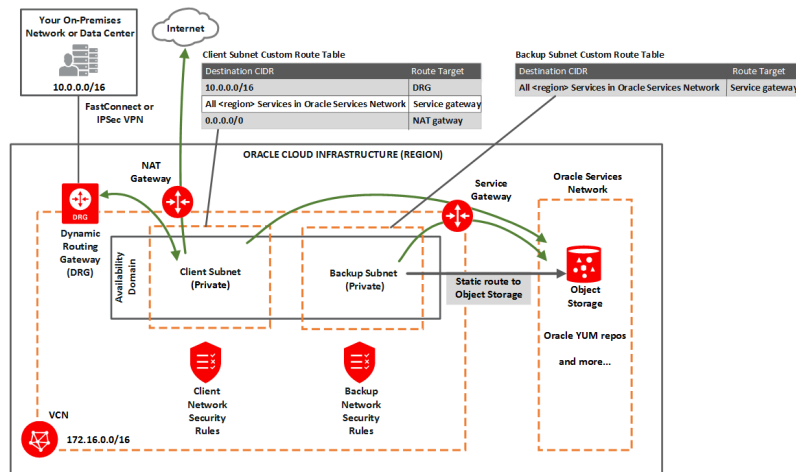 Your On-Premises
Network or Data Center
10.0.0.0/16
Internet
FastConnect or
IPSec VPN
Client Subnet Custom Route Table
Destination CIDR Route Target
10.0.0.0/16 DRG
All <region> Services in Oracle Services Network Service gateway
0.0.0.0/0 NAT gatway
Backup Subnet Custom Route Table
Destination CIDR Route Target
All <region> Services in Oracle Services Network Service gateway
ORACLE CLOUD INFRASTRUCTURE (REGION)
NAT
Gateway
Service
Gateway
Oracle Services
Network
DRG
Dynamic
Routing
Gateway
(DRG)
Availability
Domain
Client Subnet
(Private)
Backup Subnet
(Private)
Static route to
Object Storage
Object
Storage
Oracle YUM repos
and more...
Client
Network
Security
Rules
Backup
Network
Security
Rules
VCN
172.16.0.0/16